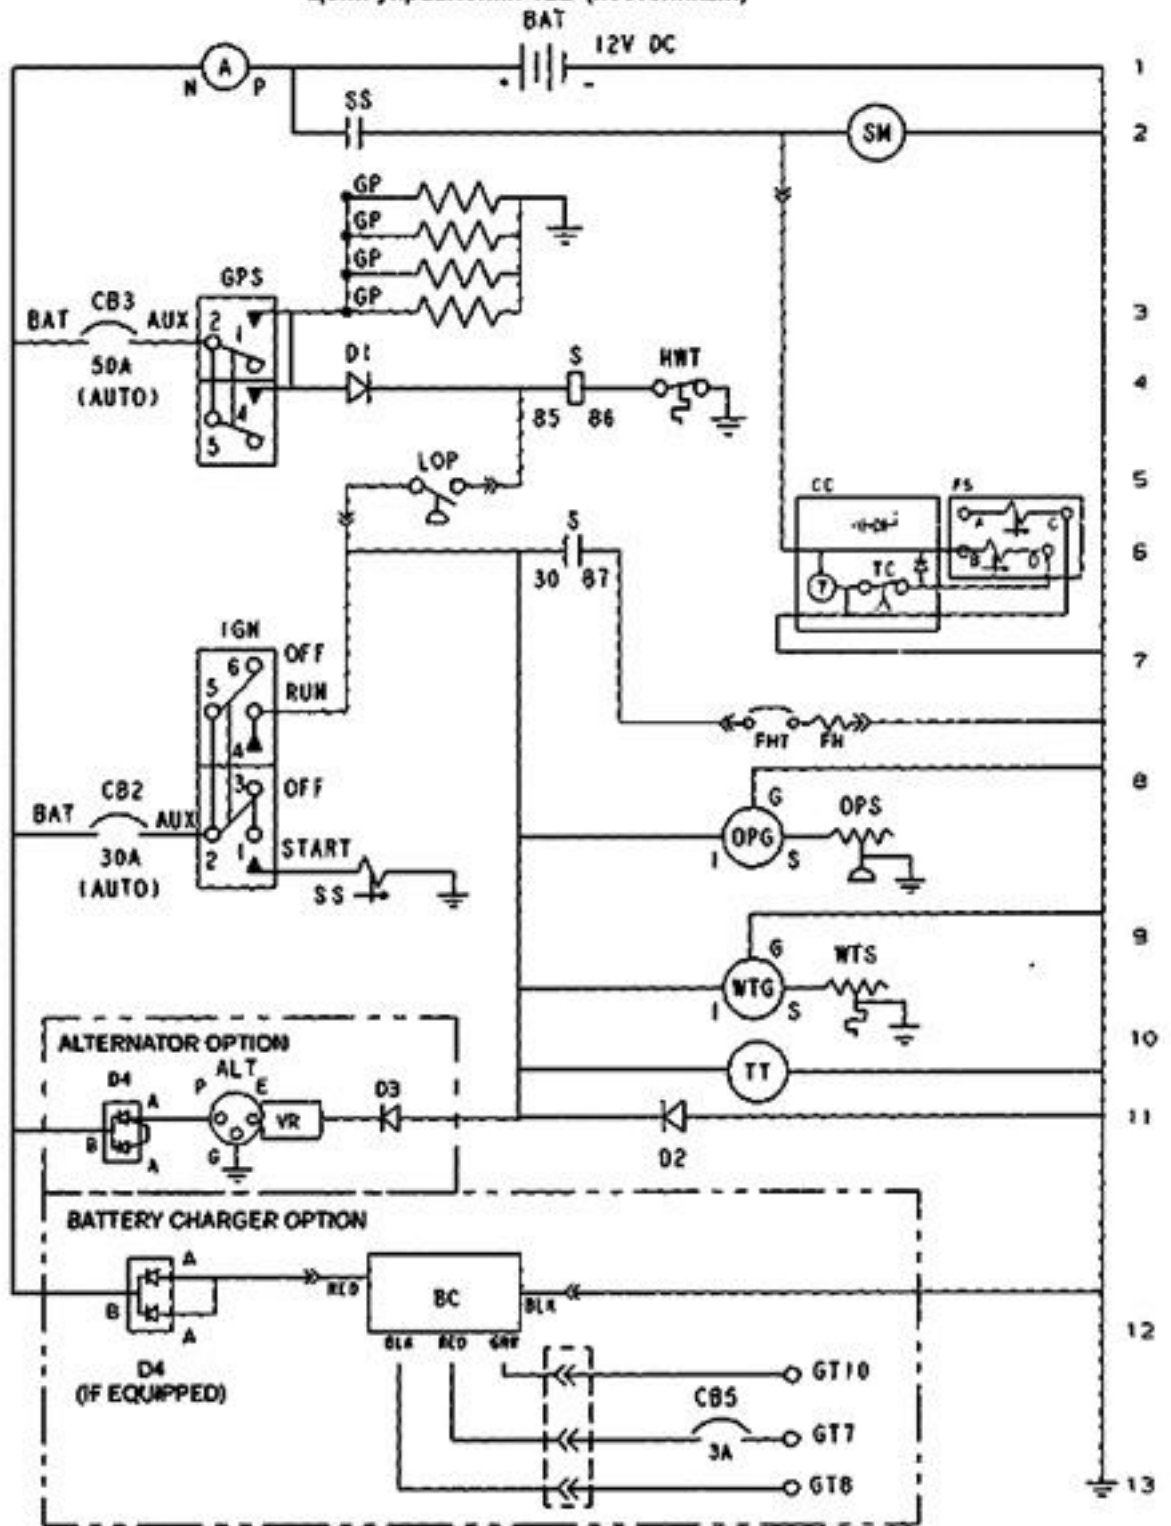 BAT
12V DC
1
A
N
P
+
-
SS
SM
2
GP
GP
GP
GP
GPS
CB3
BAT
AUX
2
1
3
50A
(AUTO)
D1
S
HWT
4
4
5
85
86
LOP
5
CC
FS
A
C
S
6
B
D
30
87
TC
T
IGN
7
OFF
6
5
RUN
4
FHT
FH
8
CB2
3
OFF
G
OPS
BAT
AUX
OPG
30A
2
1
START
I
S
(AUTO)
SS
9
G
WTS
WTG
I
S
10
ALTERNATOR OPTION
ALT
TT
D4
A
P
E
D3
VR
11
B
G
A
D2
BATTERY CHARGER OPTION
A
RED
BC
BLK
B
12
A
BLK
RED
D4
(IF EQUIPPED)
GT10
CB5
GT7
3A
GT8
13